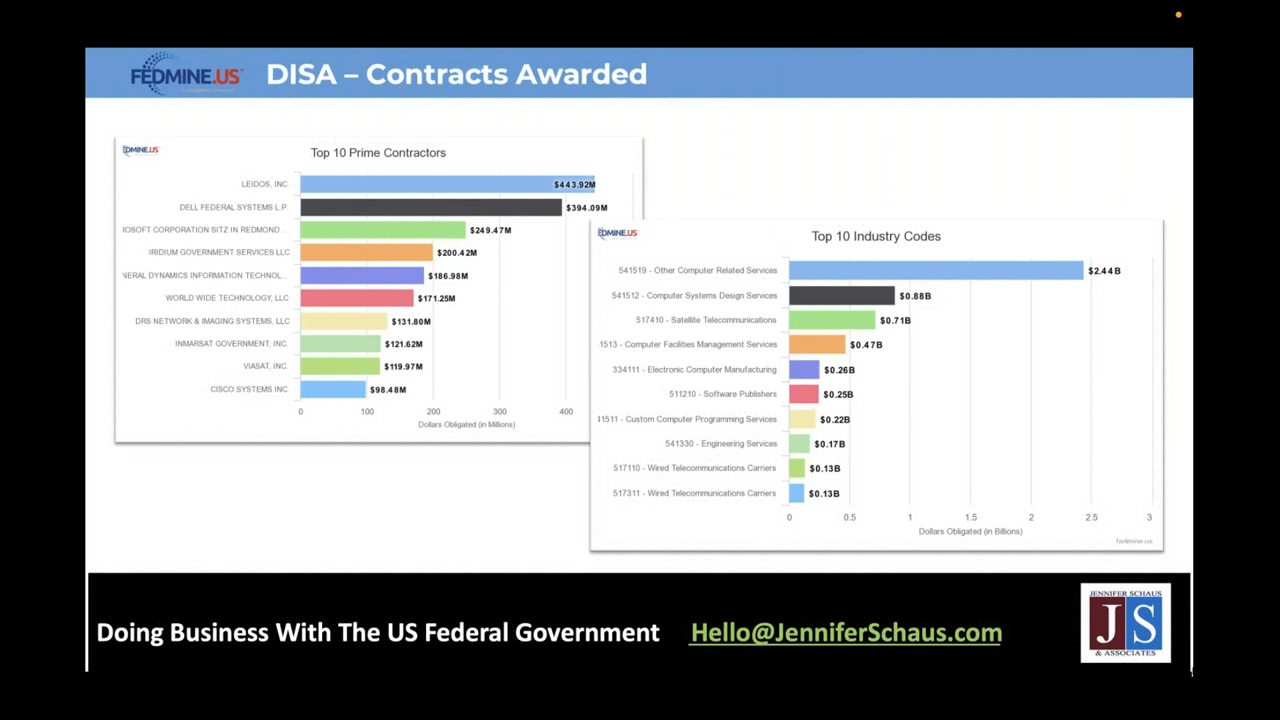 FEDMINE.US™ DISA – Contracts Awarded
FEDMINE.US
Top 10 Prime Contractors
LEIDOS, INC. $443.92M
DELL FEDERAL SYSTEMS L.P. $394.09M
IOSOFT CORPORATION SITZ IN REDMOND ... $249.47M
IRIDIUM GOVERNMENT SERVICES LLC $200.42M
NERAL DYNAMICS INFORMATION TECHNOL... $186.98M
WORLD WIDE TECHNOLOGY, LLC $171.25M
DRS NETWORK & IMAGING SYSTEMS, LLC $131.80M
INMARSAT GOVERNMENT, INC. $121.62M
VIASAT, INC. $119.97M
CISCO SYSTEMS INC. $98.48M
0 100 200 300 400
Dollars Obligated (in Millions)
EDMINE.US
Top 10 Industry Codes
541519 - Other Computer Related Services $2.44B
541512 - Computer Systems Design Services $0.88B
517410 - Satellite Telecommunications $0.71B
1513 - Computer Facilities Management Services $0.47B
334111 - Electronic Computer Manufacturing $0.26B
511210 - Software Publishers $0.25B
41511 - Custom Computer Programming Services $0.22B
541330 - Engineering Services $0.17B
517110 - Wired Telecommunications Carriers $0.13B
517311 - Wired Telecommunications Carriers $0.13B
0 0.5 1 1.5 2 2.5 3
Dollars Obligated (in Billions)
fedmine.us
Doing Business With The US Federal Government Hello@JenniferSchaus.com
JENNIFER SCHAUS
J S
& ASSOCIATES